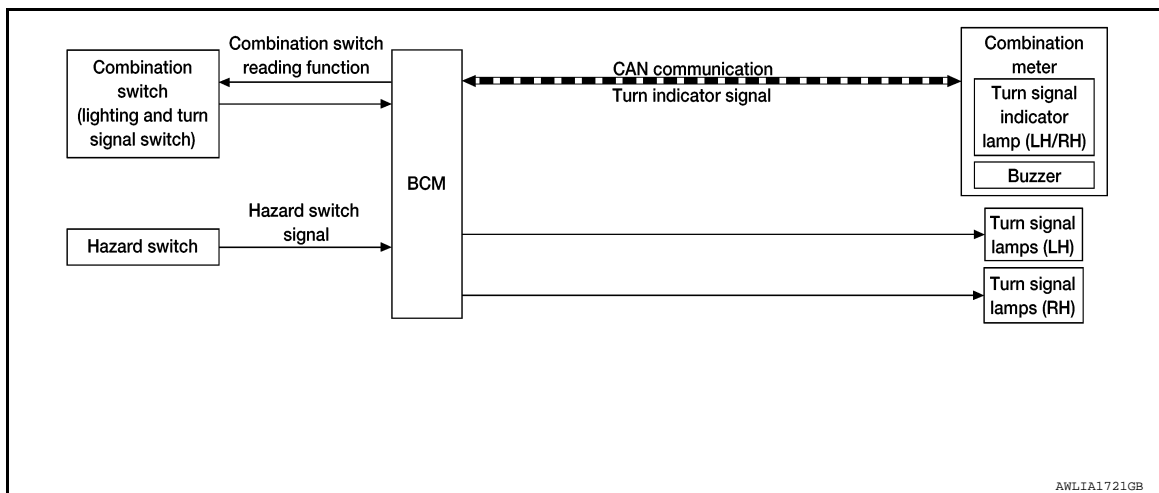 Combination switch
reading function
Combination
switch
(lighting and turn
signal switch)
CAN communication
Turn indicator signal
Combination
meter
Turn signal
indicator
lamp (LH/RH)
Buzzer
BCM
Hazard switch
signal
Hazard switch
Turn signal
lamps (LH)
Turn signal
lamps (RH)
AWLIA1721GB